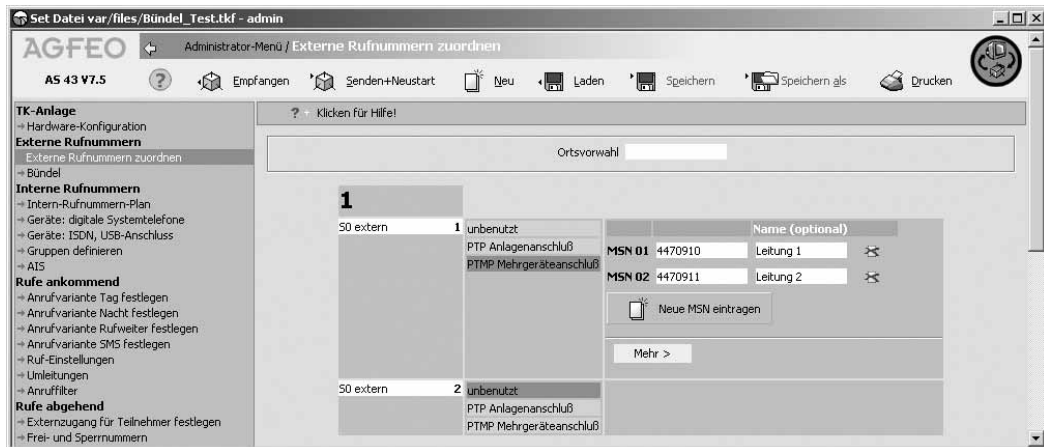 Set Datei var/files/Bündel_Test.tkf - admin
AGFEO
Administrator-Menü / Externe Rufnummern zuordnen
AS 43 V7.5
?
Empfangen
Senden+Neustart
Neu
Laden
Speichern
Speichern als
Drucken
TK-Anlage
Hardware-Konfiguration
Externe Rufnummern
Externe Rufnummern zuordnen
Bündel
Interne Rufnummern
Intern-Rufnummern-Plan
Geräte: digitale Systemtelefone
Geräte: ISDN, USB-Anschluss
Gruppen definieren
AIS
Rufe ankommend
Anrufvariante Tag festlegen
Anrufvariante Nacht festlegen
Anrufvariante Rufweiter festlegen
Anrufvariante SMS festlegen
Ruf-Einstellungen
Umleitungen
Anruffilter
Rufe abgehend
Externzugang für Teilnehmer festlegen
Frei- und Sperrnummern
? Klicken für Hilfe!
Ortsvorwahl
1
S0 extern 1
unbenutzt
PTP Anlagenanschluß
PTMP Mehrgeräteanschluß
Name (optional)
MSN 01 4470910 Leitung 1
MSN 02 4470911 Leitung 2
Neue MSN eintragen
Mehr >
S0 extern 2
unbenutzt
PTP Anlagenanschluß
PTMP Mehrgeräteanschluß